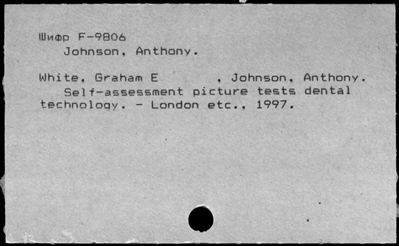 Шифр F-9806
Johnson, Anthony.
White, Graham E , Johnson, Anthony.
Self-assessment picture tests dental
technology. - London etc., 1997.